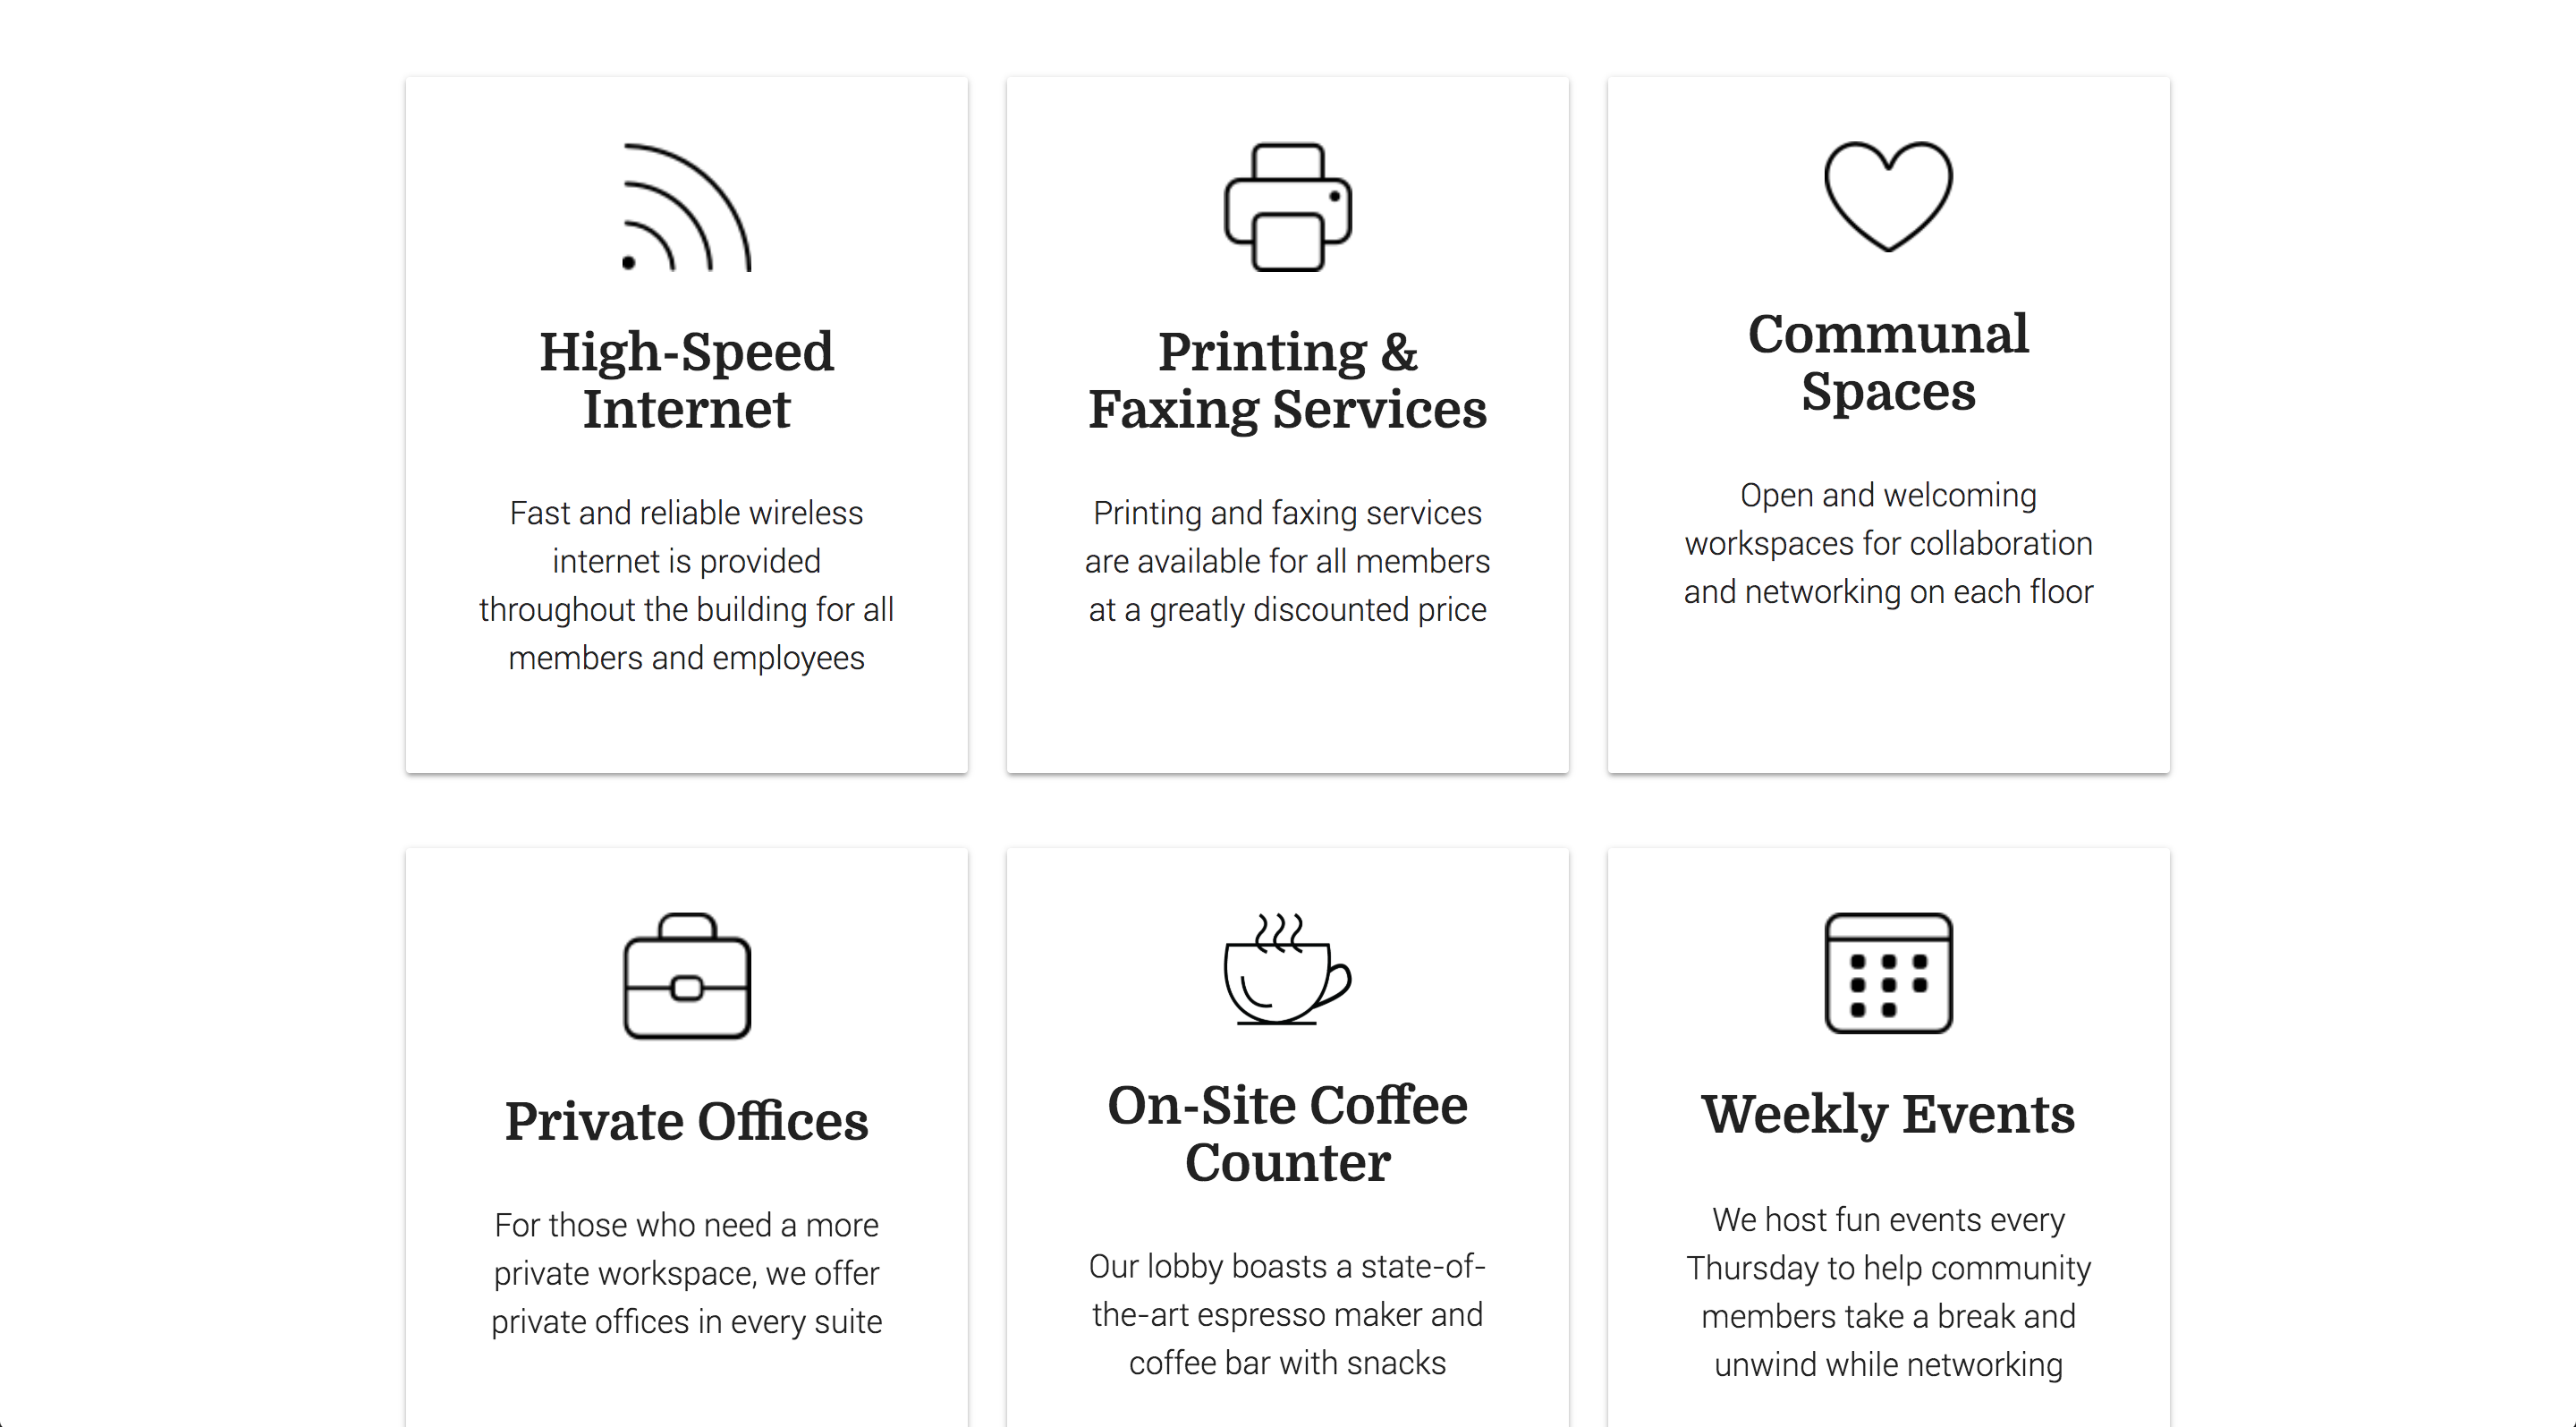 High-Speed
Internet
Fast and reliable wireless
internet is provided
throughout the building for all
members and employees
Printing &
Faxing Services
Printing and faxing services
are available for all members
at a greatly discounted price
Communal
Spaces
Open and welcoming
workspaces for collaboration
and networking on each floor
Private Offices
For those who need a more
private workspace, we offer
private offices in every suite
On-Site Coffee
Counter
Our lobby boasts a state-of-
the-art espresso maker and
coffee bar with snacks
Weekly Events
We host fun events every
Thursday to help community
members take a break and
unwind while networking